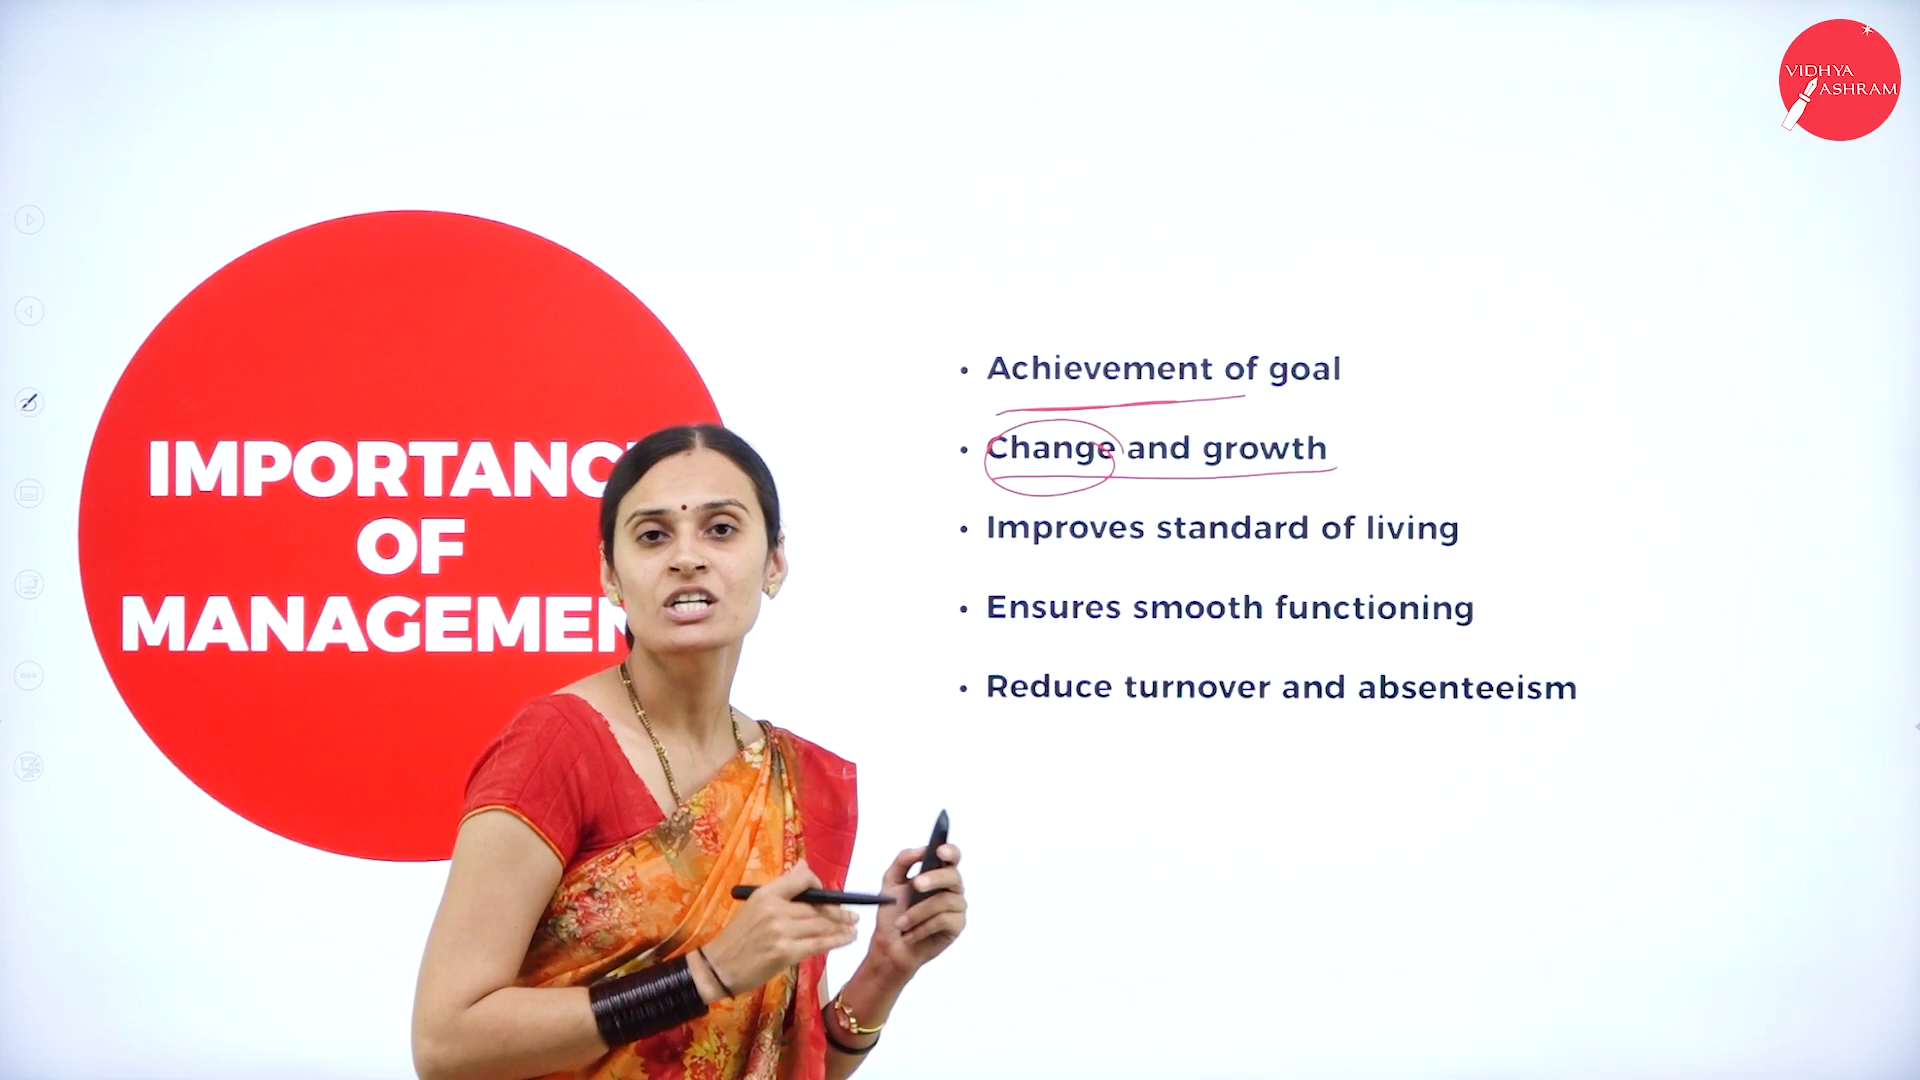 VIDHYA
ASHRAM
IMPORTANC
OF
MANAGEMEN
Achievement of goal
Change and growth
Improves standard of living
Ensures smooth functioning
Reduce turnover and absenteeism